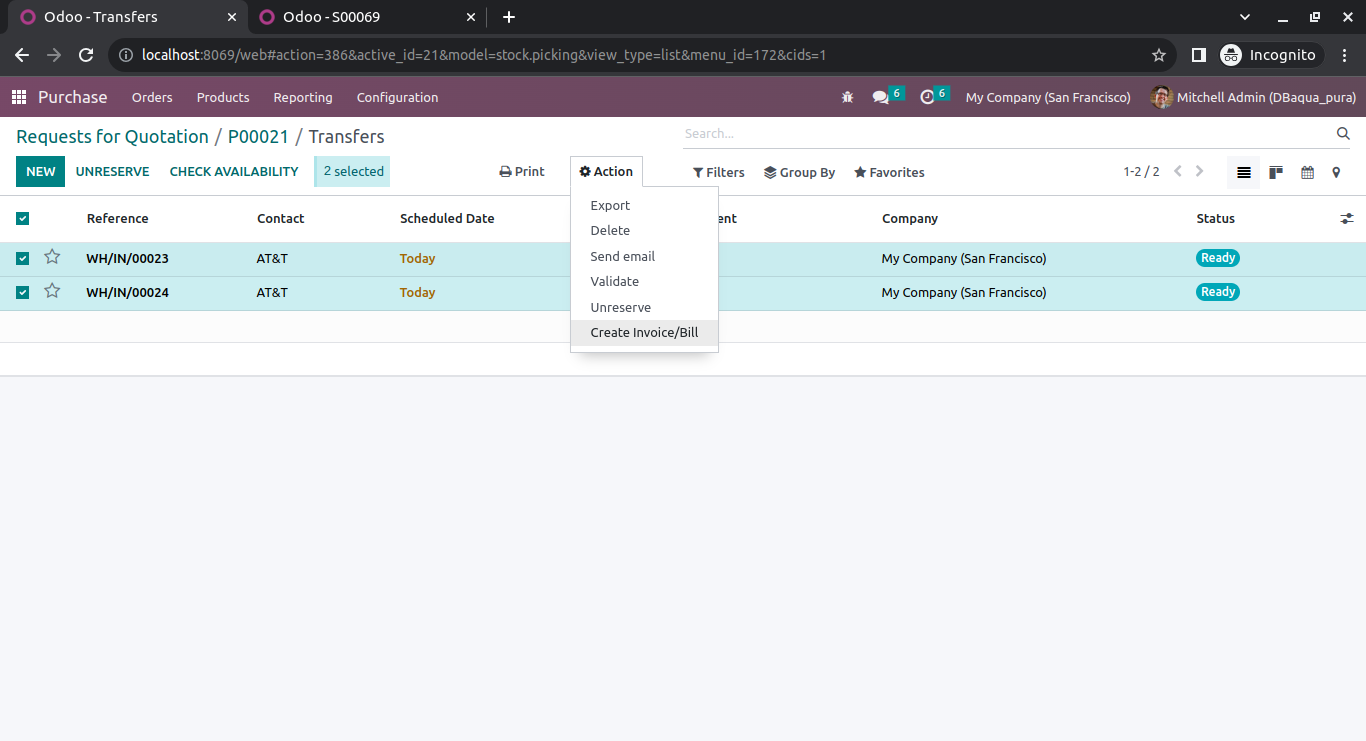 Odoo - Transfers
Odoo - S00069
localhost:8069/web#action=386&active_id=21&model=stock.picking&view_type=list&menu_id=172&cids=1
Incognito
Purchase Orders Products Reporting Configuration 6 6 My Company (San Francisco) Mitchell Admin (DBaqua_pura)
Requests for Quotation / P00021 / Transfers
Search...
NEW UNRESERVE CHECK AVAILABILITY 2 selected Print Action Filters Group By Favorites 1-2 / 2
Reference Contact Scheduled Date ent Company Status
WH/IN/00023 AT&T Today My Company (San Francisco) Ready
WH/IN/00024 AT&T Today My Company (San Francisco) Ready
Export
Delete
Send email
Validate
Unreserve
Create Invoice/Bill